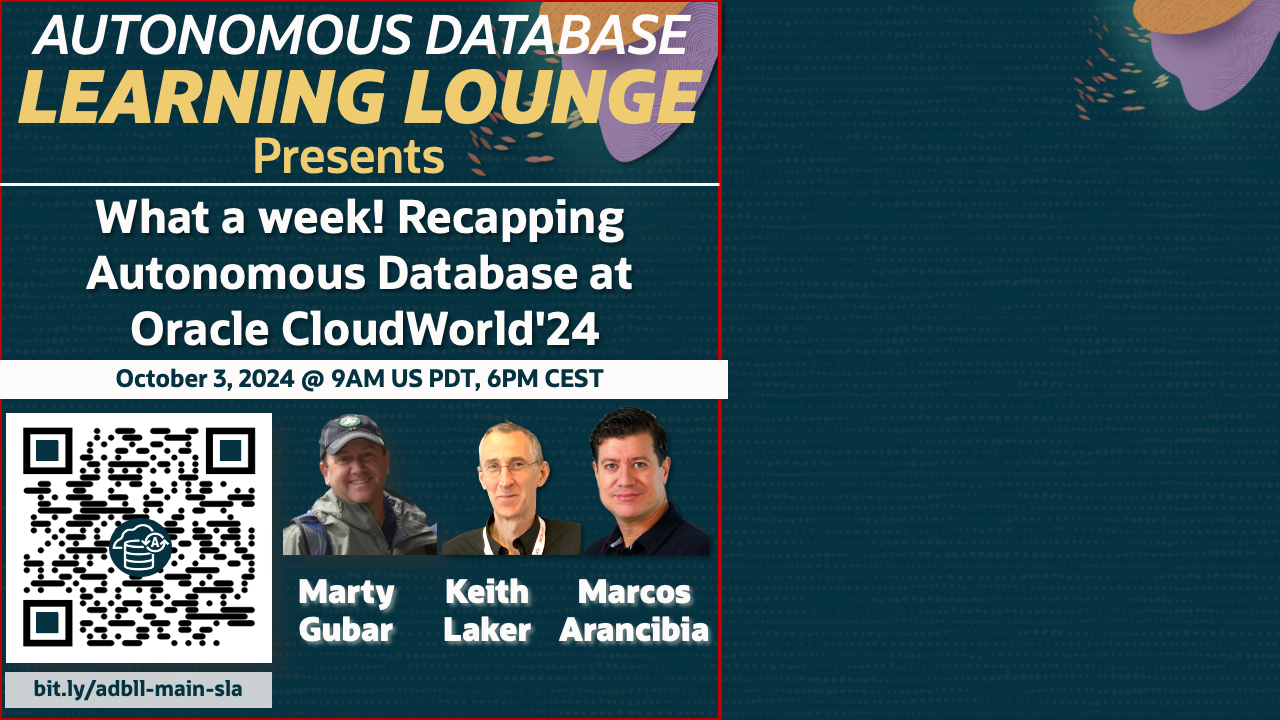 AUTONOMOUS DATABASE
LEARNING LOUNGE
Presents
What a week! Recapping
Autonomous Database at
Oracle CloudWorld'24
October 3, 2024 @ 9AM US PDT, 6PM CEST
A
Marty
Gubar
Keith
Laker
Marcos
Arancibia
bit.ly/adbll-main-sla